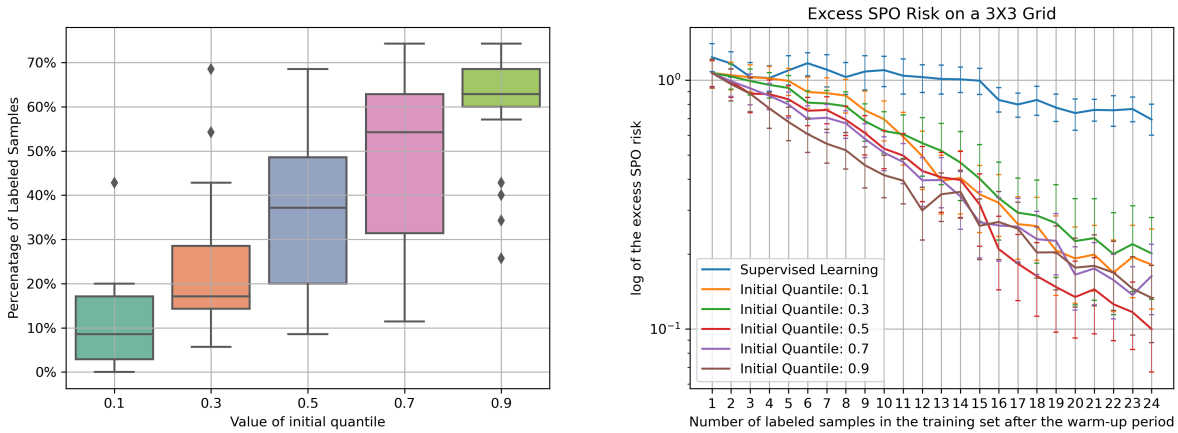 Percenatage of Labeled Samples
70%
60%
50%
40%
30%
20%
10%
0%
0.1 0.3 0.5 0.7 0.9
Value of initial quantile
Excess SPO Risk on a 3X3 Grid
log of the excess SPO risk
10⁰
10⁻¹
Supervised Learning
Initial Quantile: 0.1
Initial Quantile: 0.3
Initial Quantile: 0.5
Initial Quantile: 0.7
Initial Quantile: 0.9
1 2 3 4 5 6 7 8 9 10 11 12 13 14 15 16 17 18 19 20 21 22 23 24
Number of labeled samples in the training set after the warm-up period